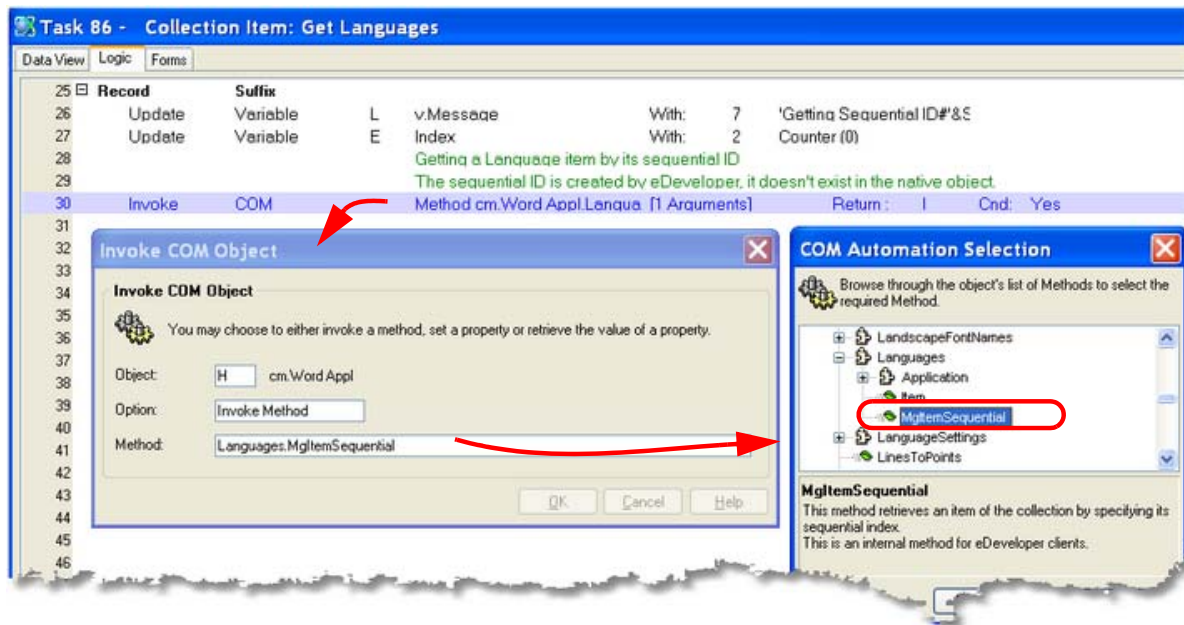 Task 86 - Collection Item: Get Languages
Data View Logic Forms
25 Record Suffix
26 Update Variable L v.Message With: 7 'Getting Sequential ID#'&S
27 Update Variable E Index With: 2 Counter (0)
28 Getting a Language item by its sequential ID
29 The sequential ID is created by eDeveloper, it doesn't exist in the native object.
30 Invoke COM Method cm.Word Appl.Langua [1 Arguments] Return : I Cnd: Yes
31
32
33
34
35
36
37
38
39
40
41
42
43
44
45
46
Invoke COM Object
Invoke COM Object
You may choose to either invoke a method, set a property or retrieve the value of a property.
Object: H cm.Word Appl
Option: Invoke Method
Method: Languages.MgItemSequential
OK Cancel Help
COM Automation Selection
Browse through the object's list of Methods to select the
required Method.
LandscapeFontNames
Languages
Application
Item
MgItemSequential
LanguageSettings
LinesToPoints
MgItemSequential
This method retrieves an item of the collection by specifying its
sequential index.
This is an internal method for eDeveloper clients.